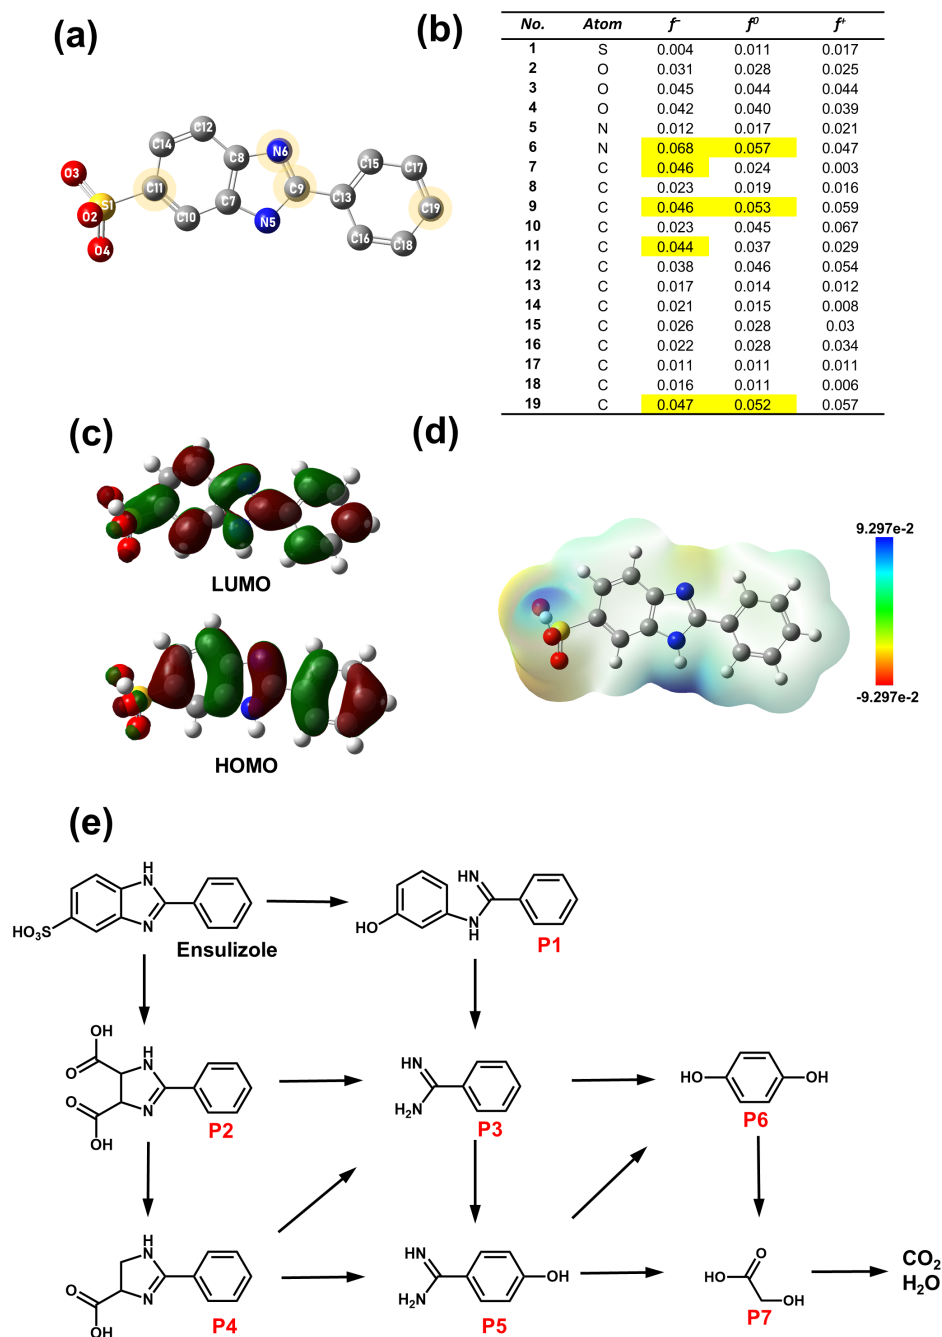 (a)
C12
C14
N6
C15
C17
O3
C8
C11
C9
C13
C19
S1
O2
C7
C10
N5
C16
C18
O4
(b)
No. Atom f⁻ f⁰ f⁺
1 S 0.004 0.011 0.017
2 O 0.031 0.028 0.025
3 O 0.045 0.044 0.044
4 O 0.042 0.040 0.039
5 N 0.012 0.017 0.021
6 N 0.068 0.057 0.047
7 C 0.046 0.024 0.003
8 C 0.023 0.019 0.016
9 C 0.046 0.053 0.059
10 C 0.023 0.045 0.067
11 C 0.044 0.037 0.029
12 C 0.038 0.046 0.054
13 C 0.017 0.014 0.012
14 C 0.021 0.015 0.008
15 C 0.026 0.028 0.03
16 C 0.022 0.028 0.034
17 C 0.011 0.011 0.011
18 C 0.016 0.011 0.006
19 C 0.047 0.052 0.057
(c)
LUMO
HOMO
(d)
9.297e-2
-9.297e-2
(e)
H
N
N
HO₃S
Ensulizole
HN
N
H
HO
P1
OH
O
O
OH
H
N
N
P2
HN
H₂N
P3
HO
OH
P6
H
N
N
O
OH
P4
HN
H₂N
OH
P5
O
HO
OH
P7
CO₂
H₂O